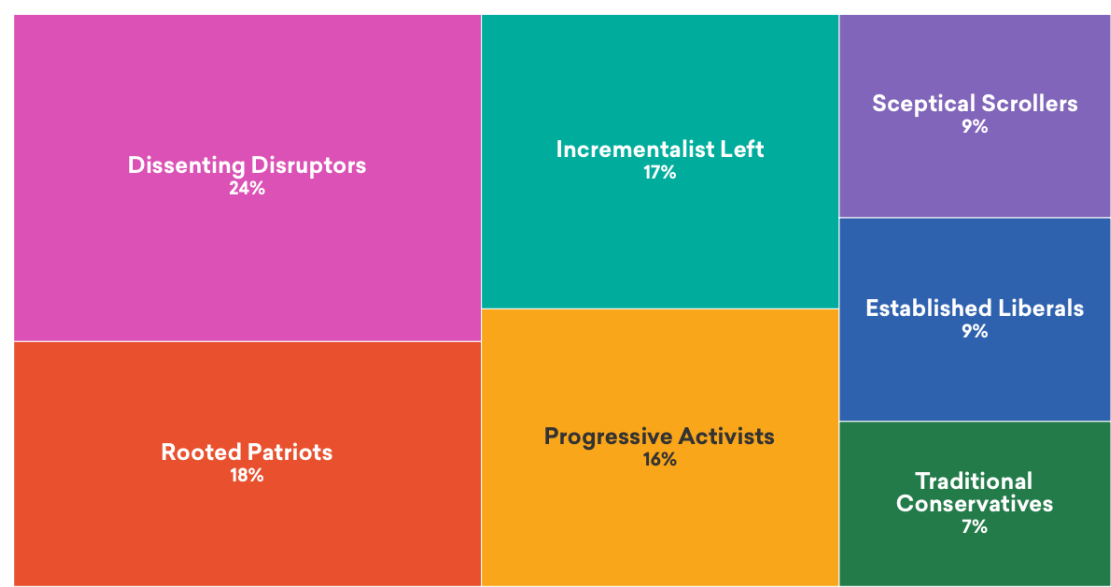 Dissenting Disruptors
24%
Rooted Patriots
18%
Incrementalist Left
17%
Progressive Activists
16%
Sceptical Scrollers
9%
Established Liberals
9%
Traditional
Conservatives
7%